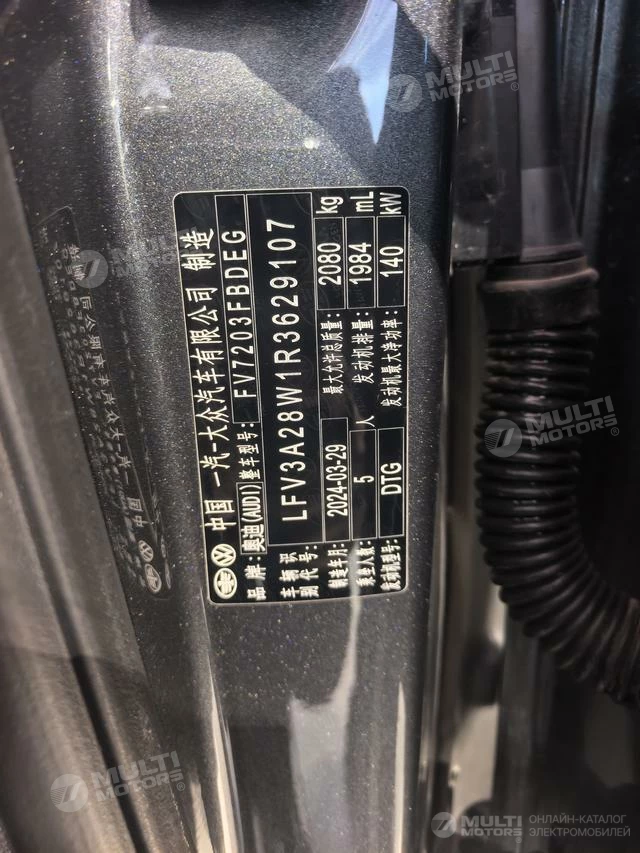 中国 一汽-大众汽车有限公司 制造
品牌:奥迪(AUDI) 整车型号: FV7203FBDEG
车辆识别代号: LFV3A28W1R3629107
制造年月: 2024-03-29 最大允许总质量: 2080 kg
乘坐人数: 5 人 发动机排量: 1984 mL
发动机型号: DTG 发动机最大净功率: 140 kW
MULTI MOTORS®
MULTI MOTORS®
MULTI MOTORS®
MULTI MOTORS®
MULTI MOTORS® ОНЛАЙН-КАТАЛОГ
ЭЛЕКТРОМОБИЛЕЙ